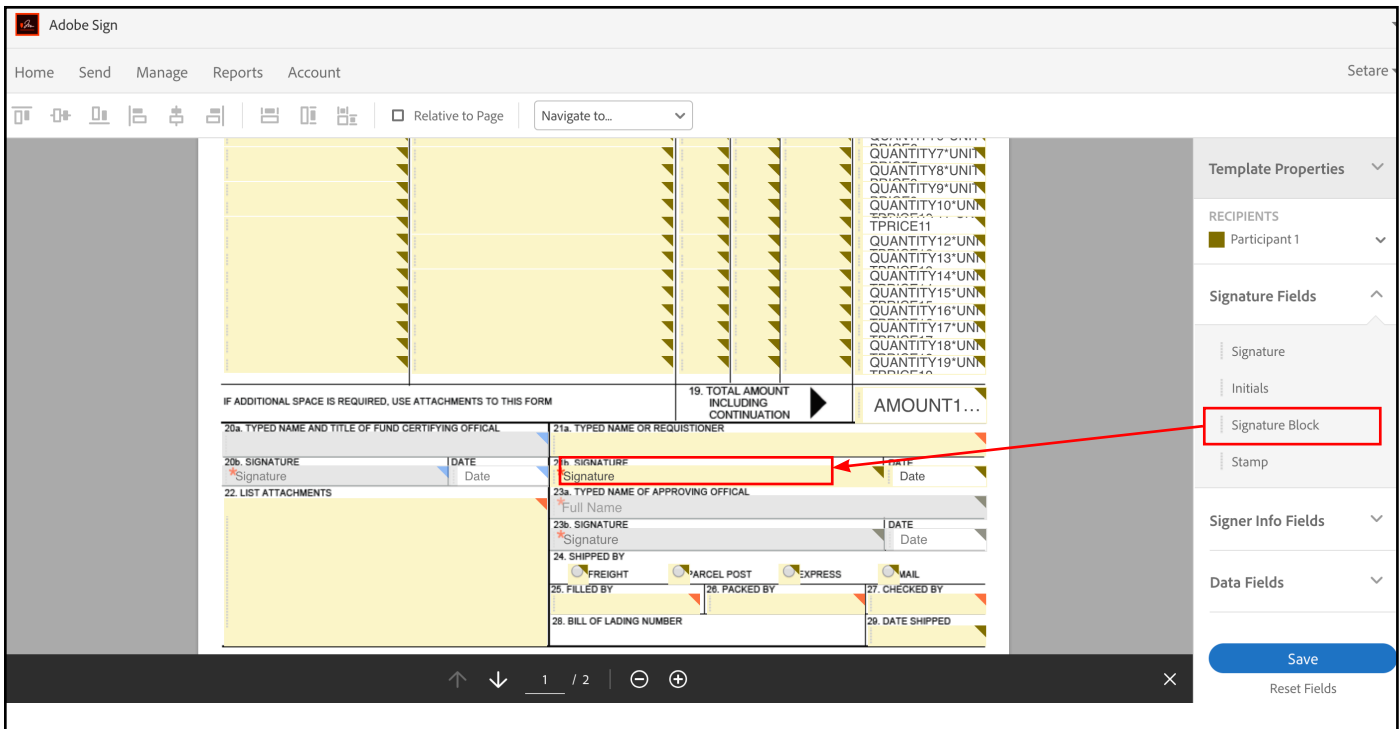 Adobe Sign
Home Send Manage Reports Account Setare
Relative to Page Navigate to...
QUANTITY7*UNIT
QUANTITY8*UNIT
QUANTITY9*UNIT
QUANTITY10*UNI
TPRICE11
QUANTITY12*UNI
QUANTITY13*UNI
QUANTITY14*UNI
QUANTITY15*UNI
QUANTITY16*UNI
QUANTITY17*UNI
QUANTITY18*UNI
QUANTITY19*UNI
IF ADDITIONAL SPACE IS REQUIRED, USE ATTACHMENTS TO THIS FORM
19. TOTAL AMOUNT
INCLUDING
CONTINUATION
AMOUNT1...
20a. TYPED NAME AND TITLE OF FUND CERTIFYING OFFICAL
21a. TYPED NAME OR REQUISTIONER
20b. SIGNATURE DATE
*Signature Date
21b. SIGNATURE DATE
*Signature Date
22. LIST ATTACHMENTS
23a. TYPED NAME OF APPROVING OFFICAL
*Full Name
23b. SIGNATURE DATE
*Signature Date
24. SHIPPED BY
FREIGHT PARCEL POST EXPRESS MAIL
25. FILLED BY 26. PACKED BY 27. CHECKED BY
28. BILL OF LADING NUMBER 29. DATE SHIPPED
1 / 2
Template Properties
RECIPIENTS
Participant 1
Signature Fields
Signature
Initials
Signature Block
Stamp
Signer Info Fields
Data Fields
Save
Reset Fields